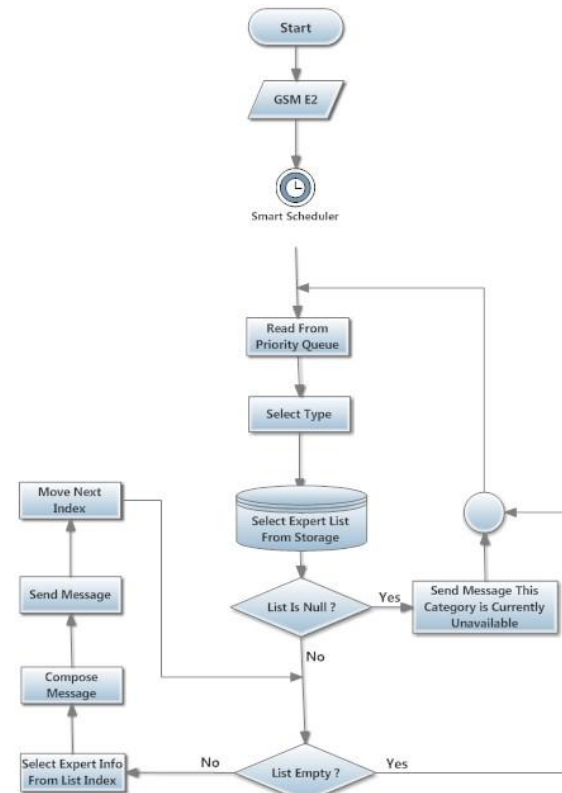 Start
GSM E2
Smart Scheduler
Read From
Priority Queue
Select Type
Select Expert List
From Storage
List Is Null ?
Yes
Send Message This
Category is Currently
Unavailable
No
Move Next
Index
Send Message
Compose
Message
Select Expert Info
From List Index
No
List Empty ?
Yes